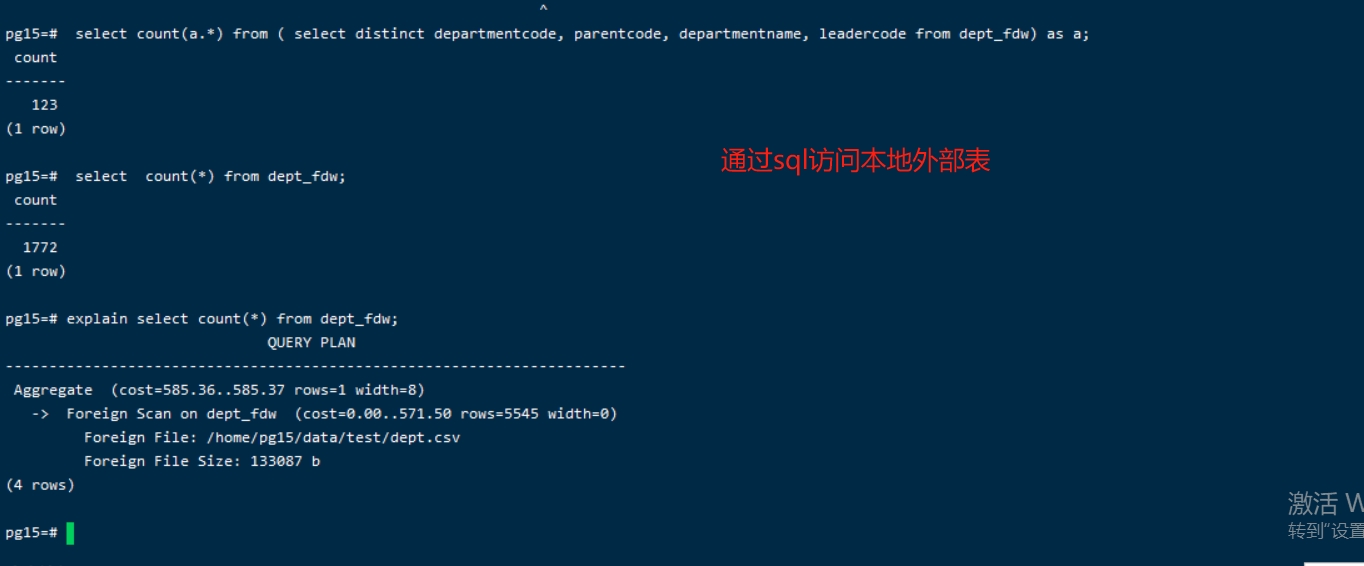 ^
pg15=#  select count(a.*) from ( select distinct departmentcode, parentcode, departmentname, leadercode from dept_fdw) as a;
 count
-------
   123
(1 row)
通过sql访问本地外部表
pg15=#  select  count(*) from dept_fdw;
 count
-------
  1772
(1 row)
pg15=# explain select count(*) from dept_fdw;
                              QUERY PLAN
-----------------------------------------------------------------------
 Aggregate  (cost=585.36..585.37 rows=1 width=8)
   ->  Foreign Scan on dept_fdw  (cost=0.00..571.50 rows=5545 width=0)
         Foreign File: /home/pg15/data/test/dept.csv
         Foreign File Size: 133087 b
(4 rows)
激活 W
转到"设置
pg15=#